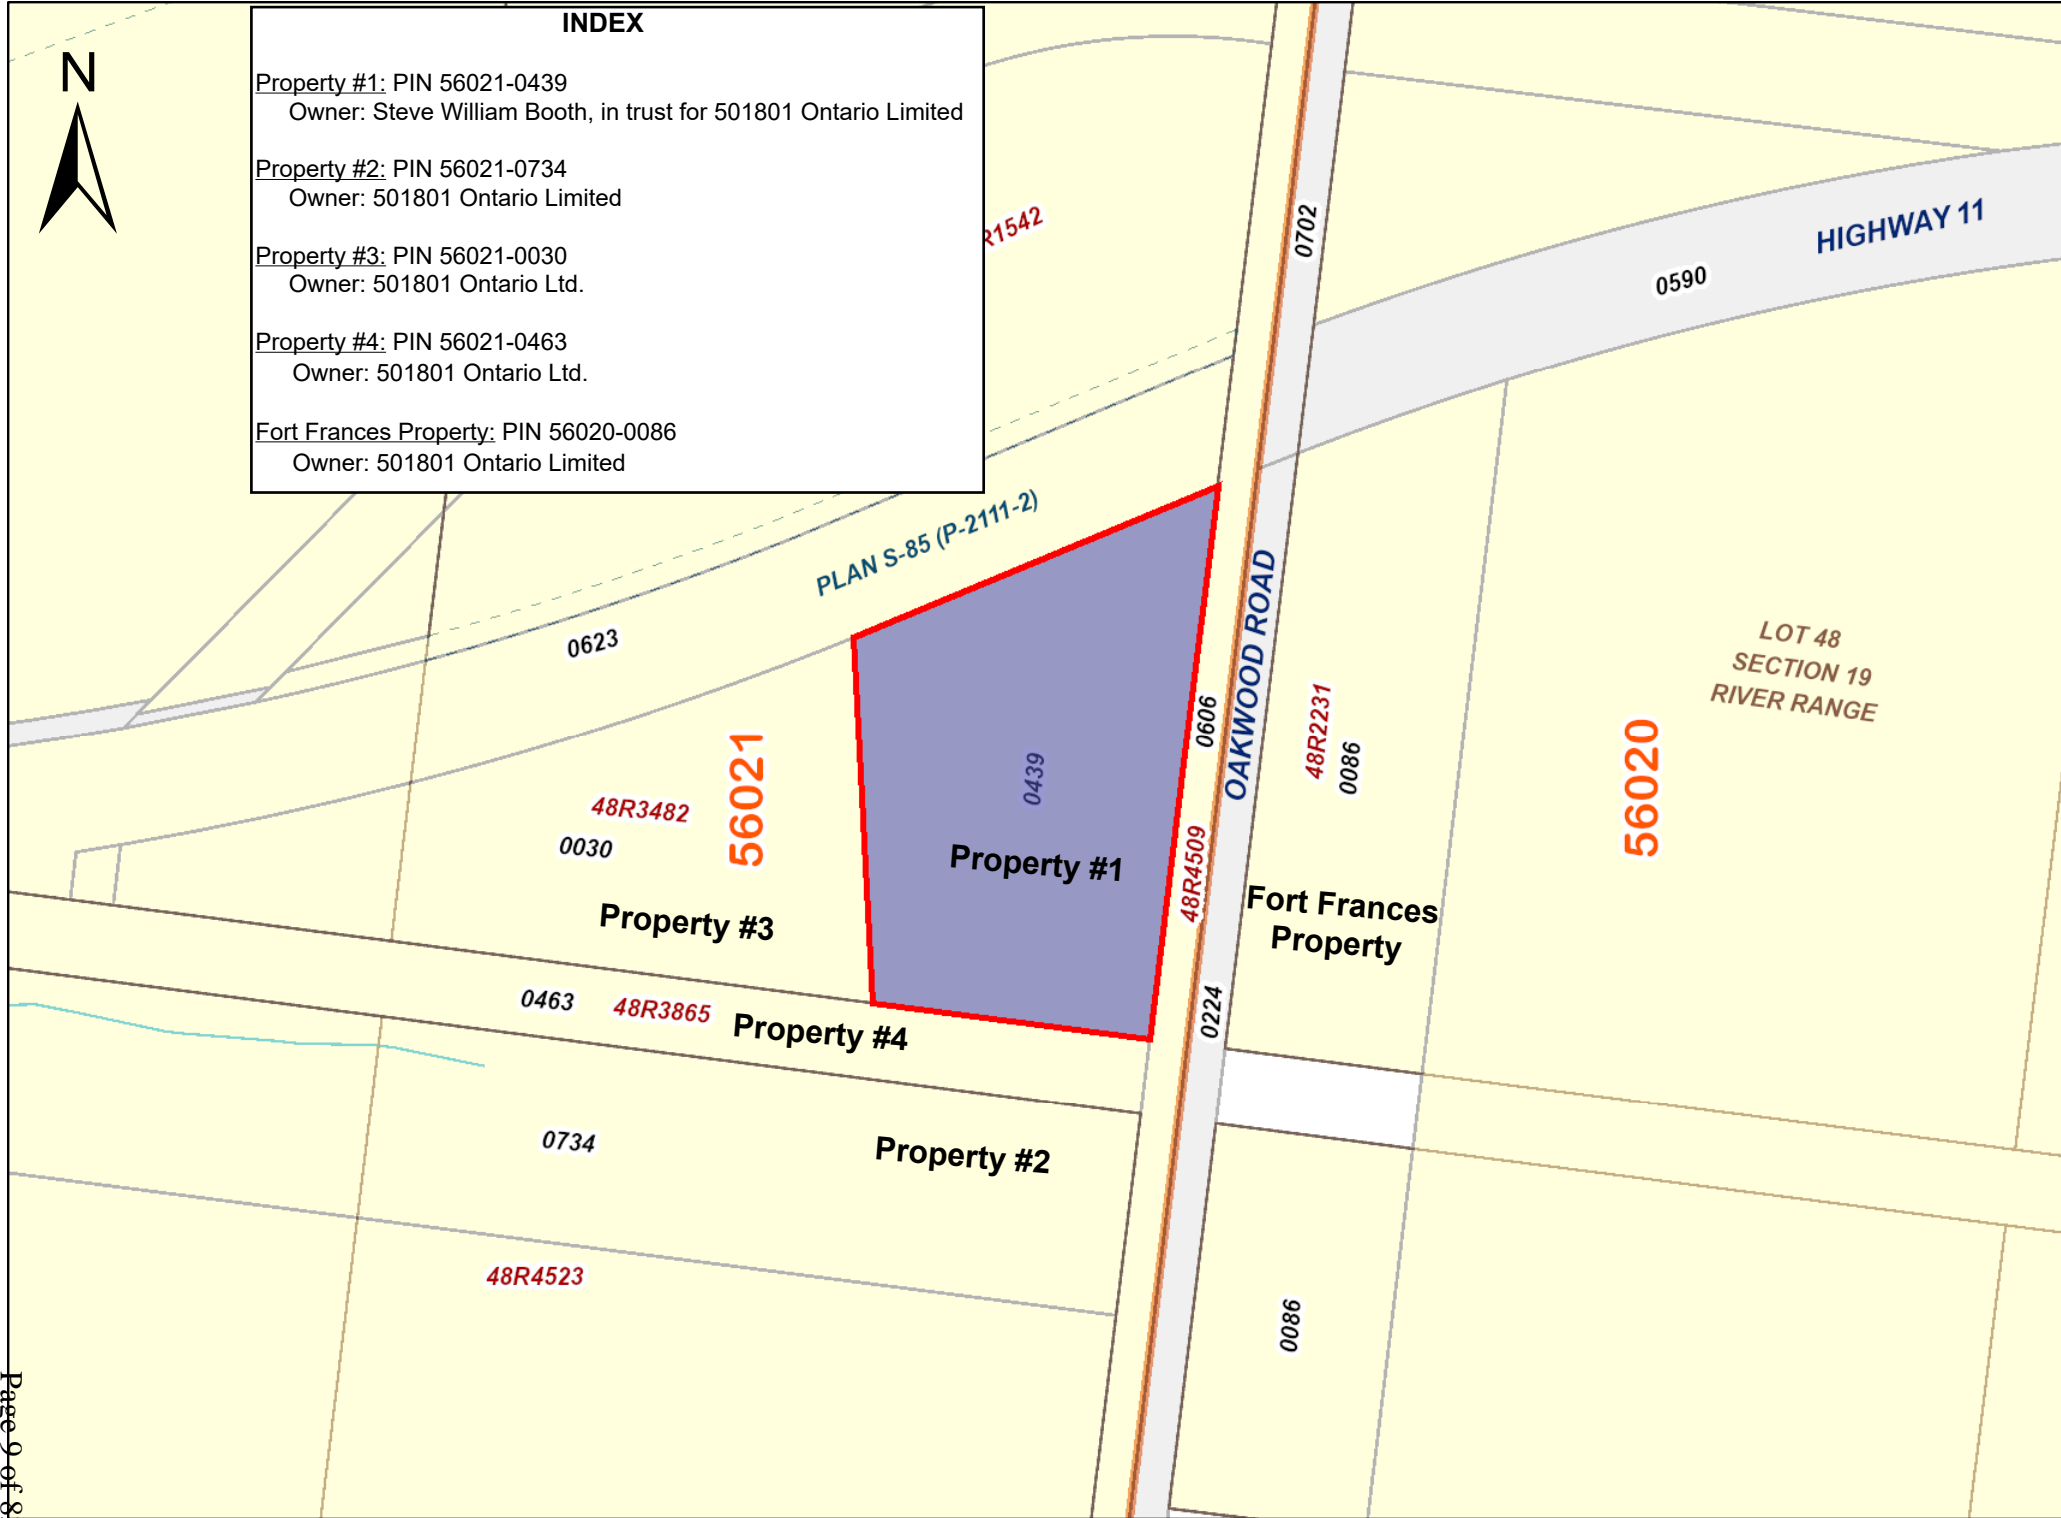 INDEX
N
Property #1: PIN 56021-0439
Owner: Steve William Booth, in trust for 501801 Ontario Limited
Property #2: PIN 56021-0734
Owner: 501801 Ontario Limited
Property #3: PIN 56021-0030
Owner: 501801 Ontario Ltd.
Property #4: PIN 56021-0463
Owner: 501801 Ontario Ltd.
Fort Frances Property: PIN 56020-0086
Owner: 501801 Ontario Limited
R1542
0702
HIGHWAY 11
0590
PLAN S-85 (P-2111-2)
0623
OAKWOOD ROAD
LOT 48
SECTION 19
RIVER RANGE
0606
48R2231
0086
56020
56021
0439
48R3482
0030
Property #1
48R4509
Fort Frances
Property
Property #3
0463
48R3865
Property #4
0224
0734
Property #2
48R4523
0086
Page 9 of 8